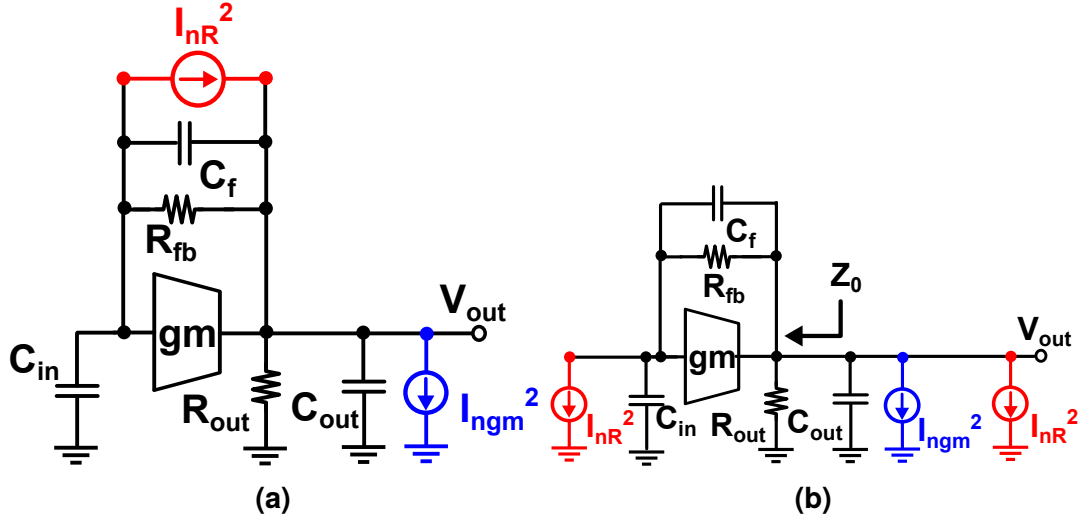 InR²
Cf
Rfb
gm
Vout
Cin
Rout
Cout
Ingm²
(a)
Cf
Rfb
Z0
gm
Vout
InR²
Cin
Rout
Cout
Ingm²
InR²
(b)